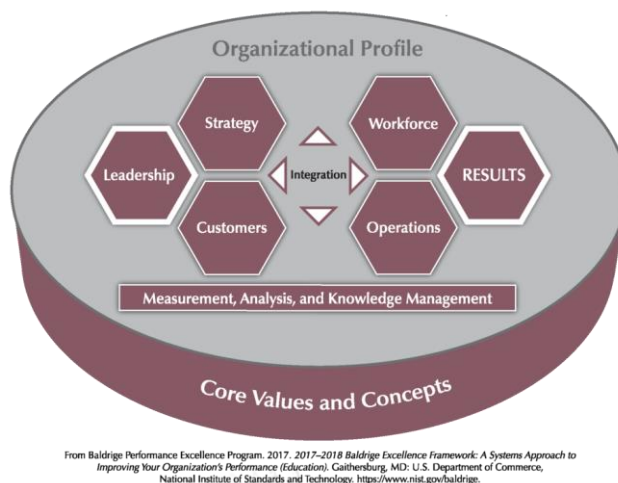 Organizational Profile
Strategy
Workforce
Leadership
Integration
RESULTS
Customers
Operations
Measurement, Analysis, and Knowledge Management
Core Values and Concepts
From Baldrige Performance Excellence Program. 2017. 2017–2018 Baldrige Excellence Framework: A Systems Approach to
Improving Your Organization's Performance (Education). Gaithersburg, MD: U.S. Department of Commerce,
National Institute of Standards and Technology. https://www.nist.gov/baldrige.